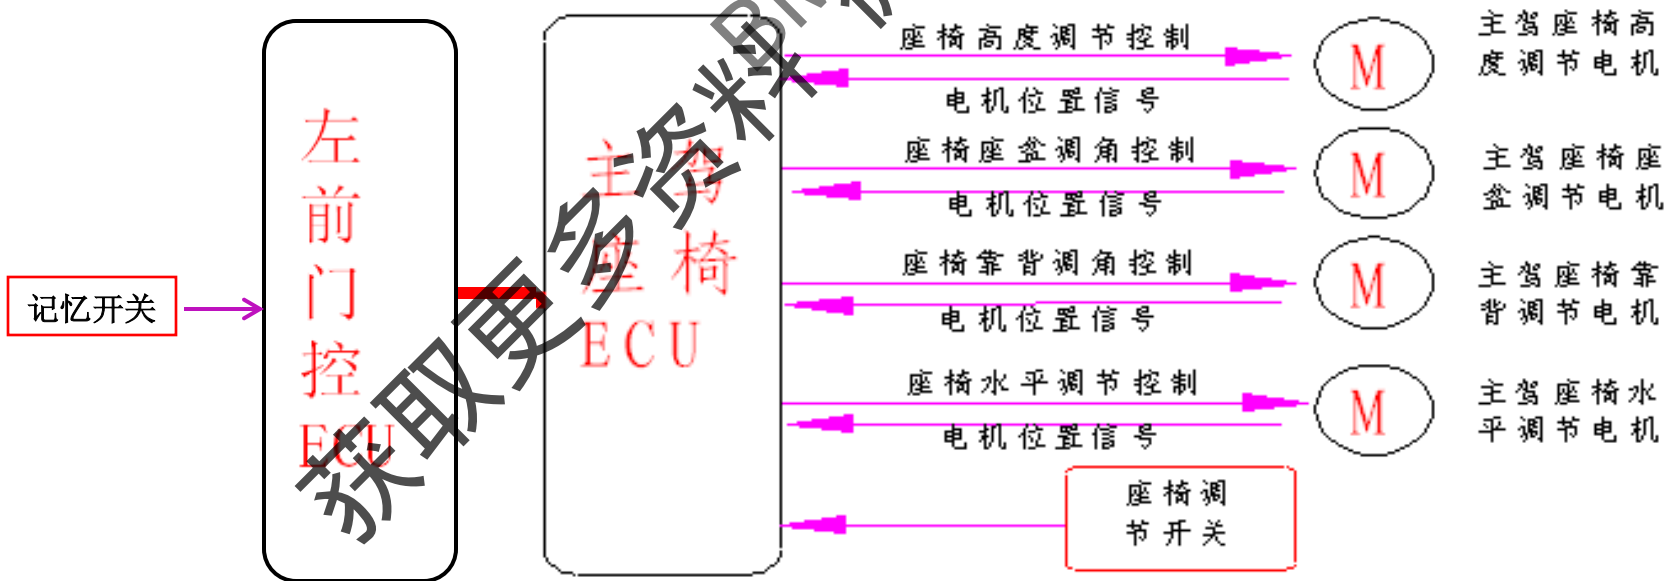 座椅高度调节控制
电机位置信号
M
主驾座椅高
度调节电机
座椅座盆调角控制
电机位置信号
M
主驾座椅座
盆调节电机
座椅靠背调角控制
电机位置信号
M
主驾座椅靠
背调节电机
座椅水平调节控制
电机位置信号
M
主驾座椅水
平调节电机
座椅调
节开关
主驾
座椅
ECU
左
前
门
控
ECU
记忆开关
获取更多资料